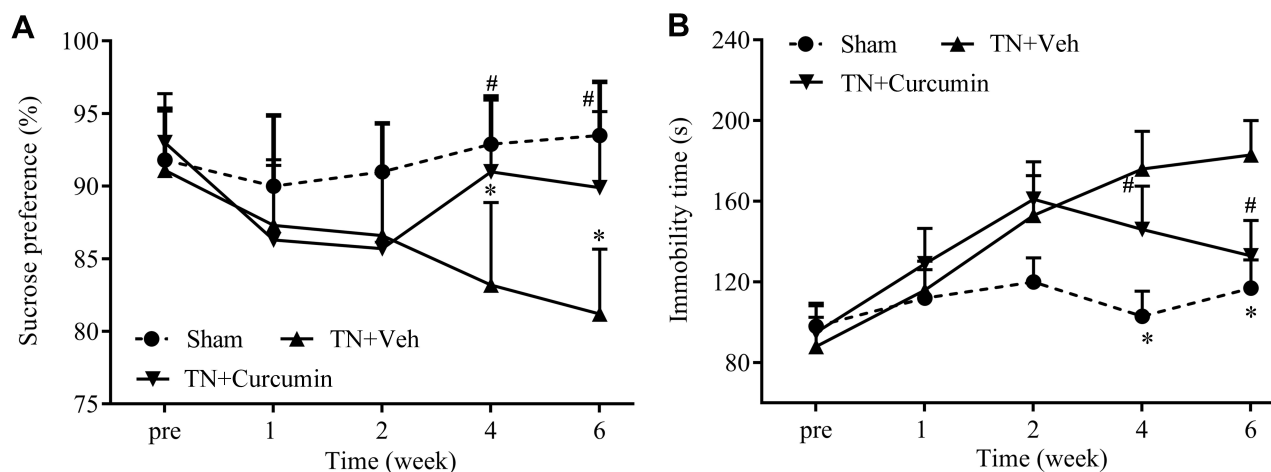 A
Sucrose preference (%)
100
95
90
85
80
75
#
#
*
*
Sham
TN+Veh
TN+Curcumin
pre
1
2
4
6
Time (week)
B
Immobility time (s)
240
200
160
120
80
Sham
TN+Veh
TN+Curcumin
#
#
*
*
pre
1
2
4
6
Time (week)